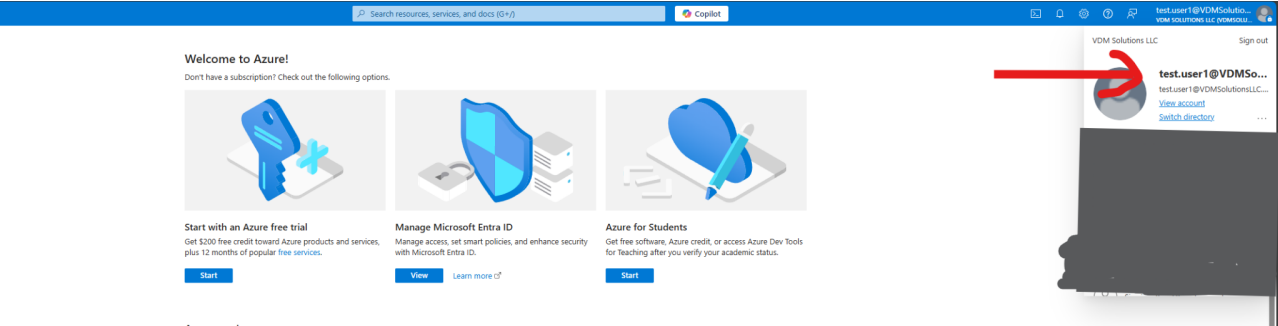 Search resources, services, and docs (G+/)
Copilot
test.user1@VDMSolutio...
VDM SOLUTIONS LLC (VDMSOLU...
VDM Solutions LLC
Sign out
test.user1@VDMSo...
test.user1@VDMSolutionsLLC....
View account
Switch directory
...
Welcome to Azure!
Don't have a subscription? Check out the following options.
Start with an Azure free trial
Get $200 free credit toward Azure products and services,
plus 12 months of popular free services.
Start
Manage Microsoft Entra ID
Manage access, set smart policies, and enhance security
with Microsoft Entra ID.
View
Learn more
Azure for Students
Get free software, Azure credit, or access Azure Dev Tools
for Teaching after you verify your academic status.
Start